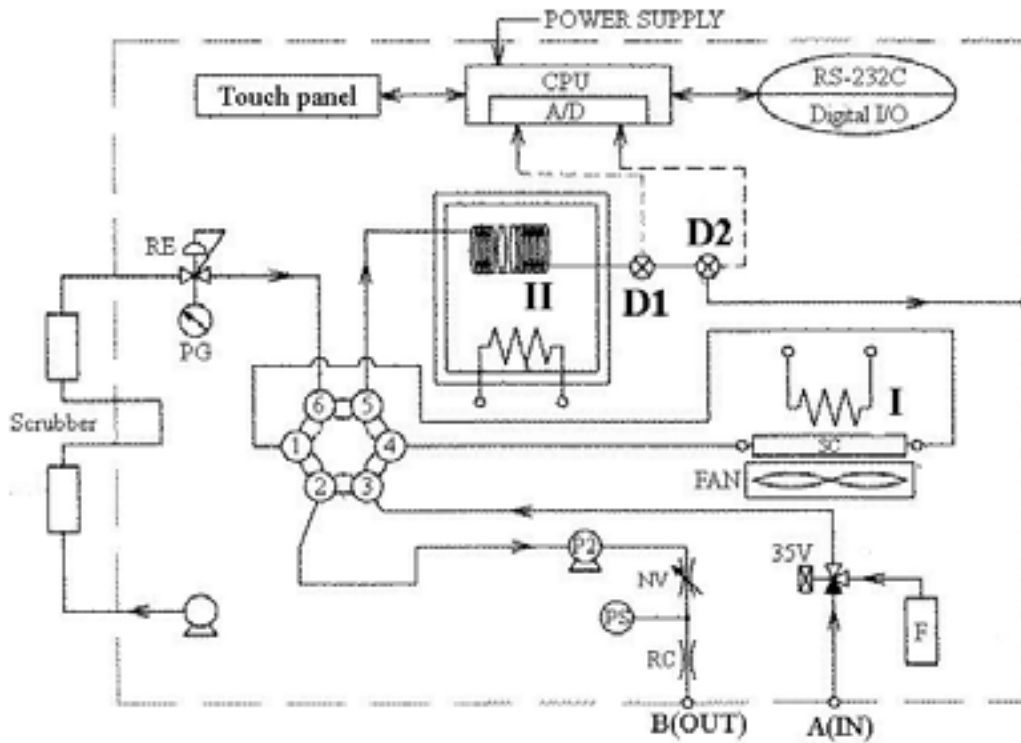 POWER SUPPLY
CPU
A/D
Touch panel
RS-232C
Digital I/O
RE
PG
D2
D1
II
Scrubber
6
5
1
4
2
3
I
SC
FAN
P2
35V
NV
PS
F
RC
B(OUT)
A(IN)